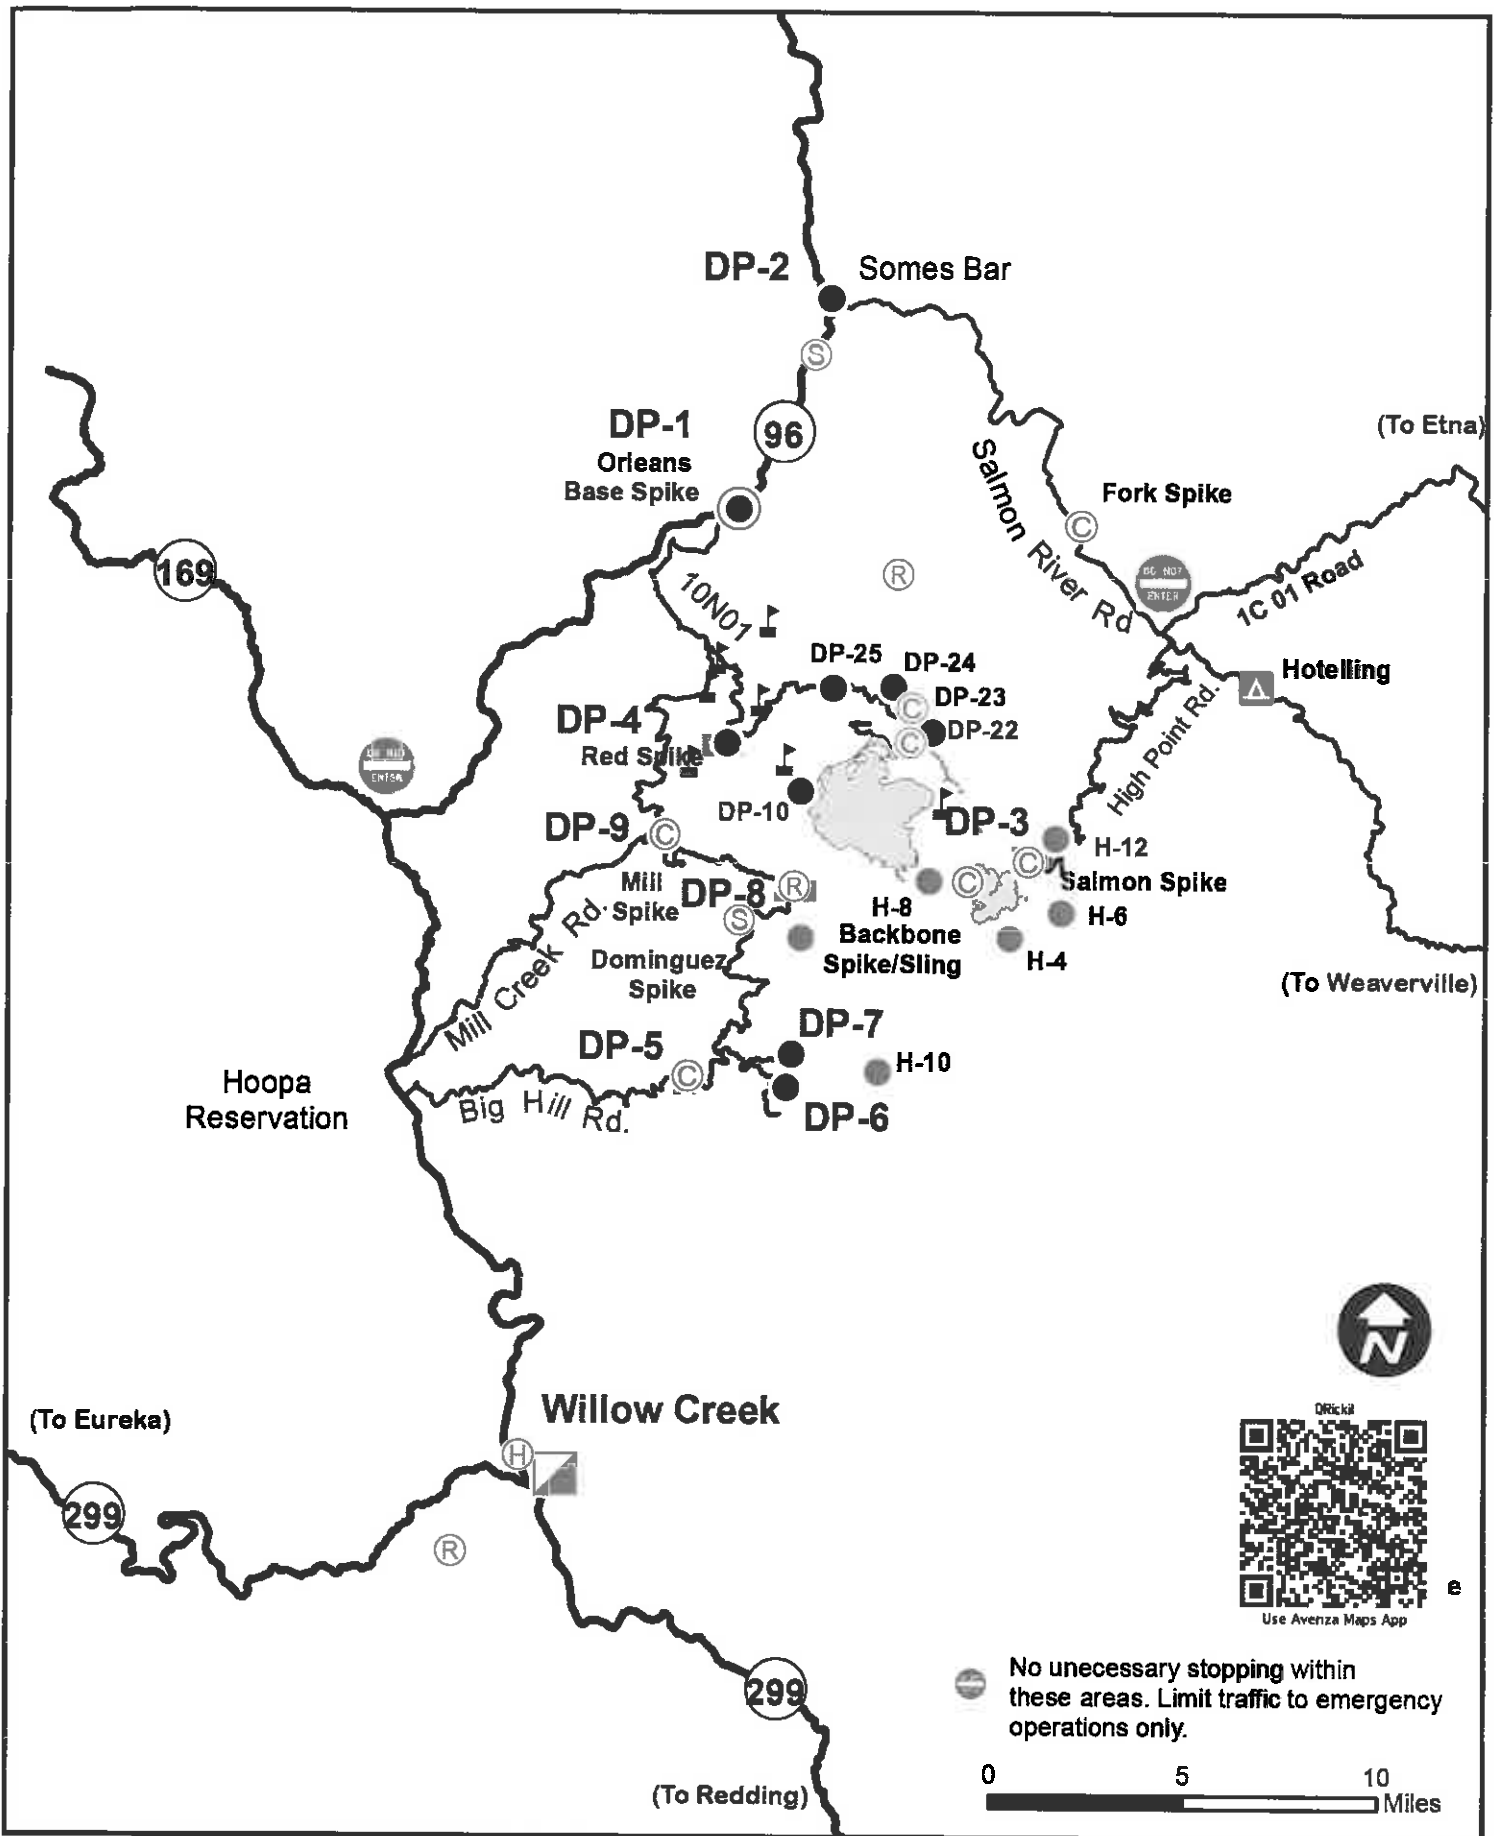 DP-2
Somes Bar
S
DP-1
96
Orleans
Base Spike
(To Etna)
Salmon River Rd
Fork Spike
C
169
DO NOT
ENTER
1C 01 Road
R
10N01
DP-25
DP-24
Hotelling
DP-23
C
DP-4
DP-22
C
Red Spike
High Point Rd.
ENTER
DP-10
DP-3
DP-9
C
H-12
C
Mill
Spike
DP-8
R
C
Salmon Spike
S
H-8
H-6
Backbone
Spike/Sling
H-4
Mill Creek Rd.
Dominguez
Spike
(To Weaverville)
DP-7
DP-5
C
H-10
Hoopa
Reservation
Big Hill Rd.
DP-6
N
Willow Creek
(To Eureka)
QRickit
H
299
R
e
Use Avenza Maps App
No unecessary stopping within
these areas. Limit traffic to emergency
operations only.
299
0 5 10
Miles
(To Redding)